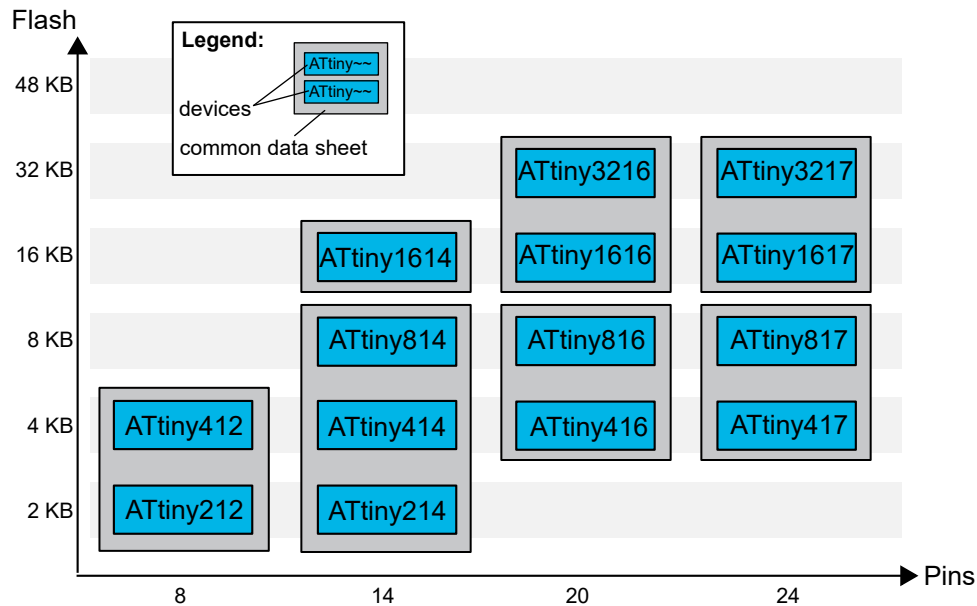 Flash
Legend:
ATtiny~~
ATtiny~~
devices
common data sheet
48 KB
32 KB
ATtiny3216
ATtiny3217
16 KB
ATtiny1614
ATtiny1616
ATtiny1617
8 KB
ATtiny814
ATtiny816
ATtiny817
4 KB
ATtiny412
ATtiny414
ATtiny416
ATtiny417
2 KB
ATtiny212
ATtiny214
Pins
8
14
20
24